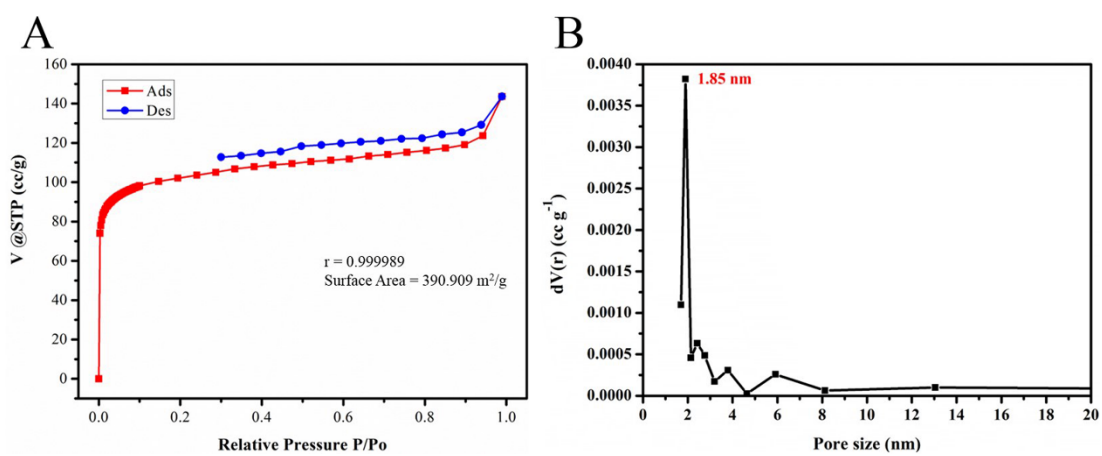 A
160
140
120
100
80
60
40
20
0
V @STP (cc/g)
Ads
Des
r = 0.999989
Surface Area = 390.909 m²/g
0.0 0.2 0.4 0.6 0.8 1.0
Relative Pressure P/Po
B
0.0040
0.0035
0.0030
0.0025
0.0020
0.0015
0.0010
0.0005
0.0000
dV(r) (cc g⁻¹)
1.85 nm
0 2 4 6 8 10 12 14 16 18 20
Pore size (nm)